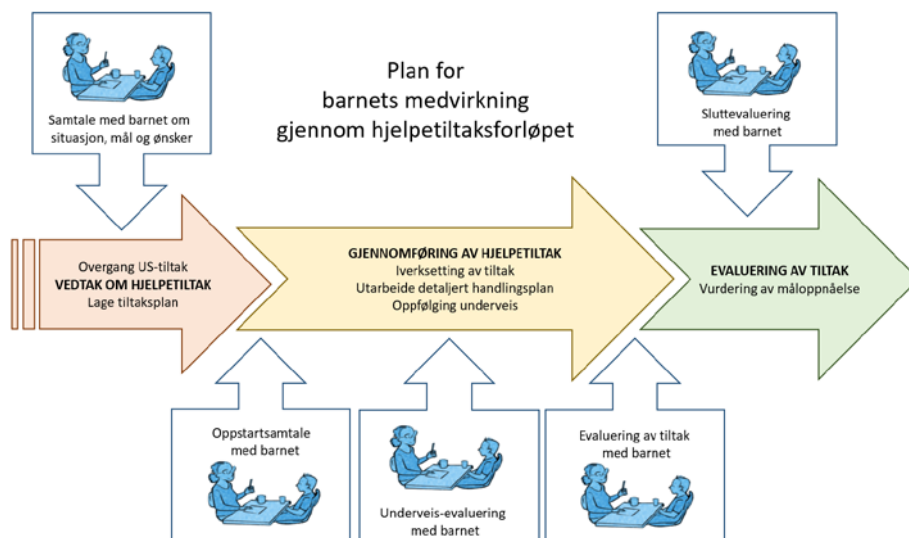 Plan for
barnets medvirkning
gjennom hjelpetiltaksforløpet
Samtale med barnet om
situasjon, mål og ønsker
Sluttevaluering
med barnet
Overgang US-tiltak
VEDTAK OM HJELPETILTAK
Lage tiltaksplan
GJENNOMFØRING AV HJELPETILTAK
Iverksetting av tiltak
Utarbeide detaljert handlingsplan
Oppfølging underveis
EVALUERING AV TILTAK
Vurdering av måloppnåelse
Oppstartsamtale
med barnet
Underveis-evaluering
med barnet
Evaluering av tiltak
med barnet